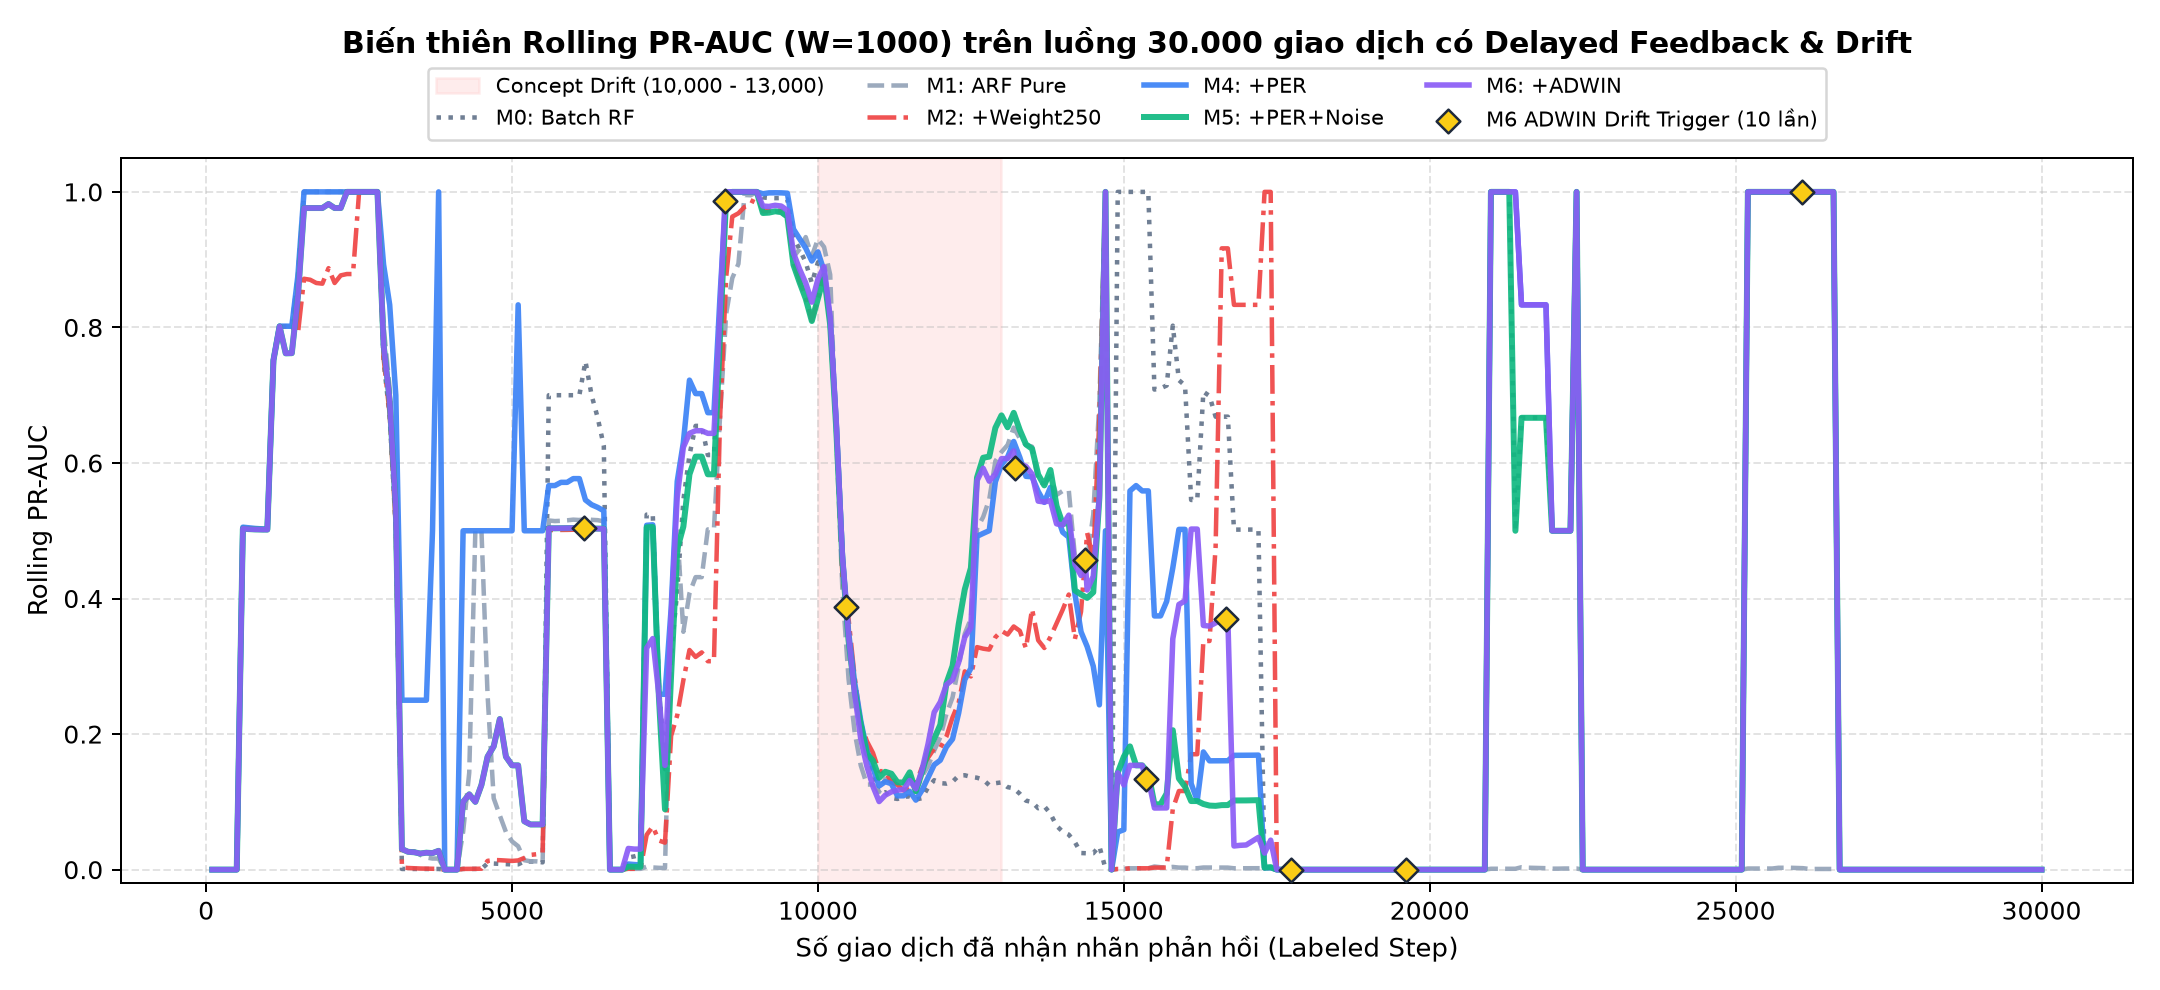 Biến thiên Rolling PR-AUC (W=1000) trên luồng 30.000 giao dịch có Delayed Feedback & Drift
Concept Drift (10,000 - 13,000)
M0: Batch RF
M1: ARF Pure
M2: +Weight250
M4: +PER
M5: +PER+Noise
M6: +ADWIN
M6 ADWIN Drift Trigger (10 lần)
Rolling PR-AUC
1.0
0.8
0.6
0.4
0.2
0.0
0
5000
10000
15000
20000
25000
30000
Số giao dịch đã nhận nhãn phản hồi (Labeled Step)